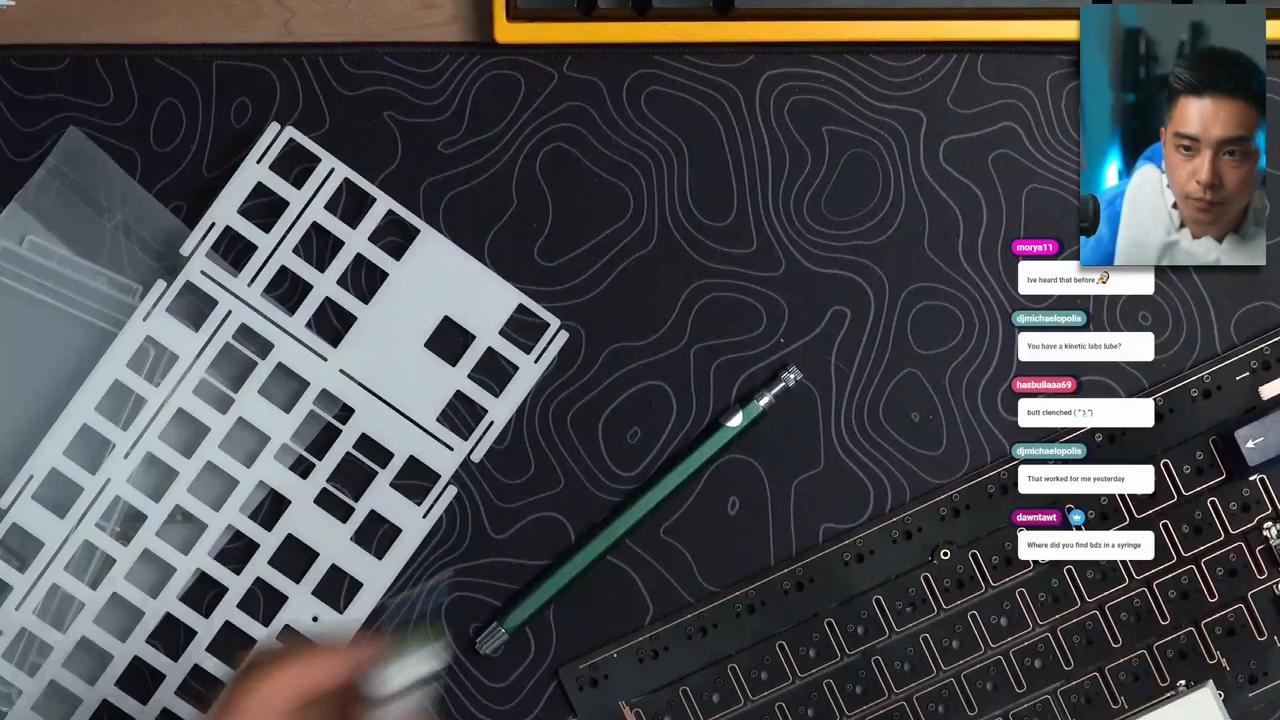 morya11
Ive heard that before
djmichaelopolis
You have a kinetic labs lube?
hasbullaaa69
butt clenched ( ͡° ͜ʖ ͡°)
djmichaelopolis
That worked for me yesterday
dawntawt
Where did you find bdz in a syringe